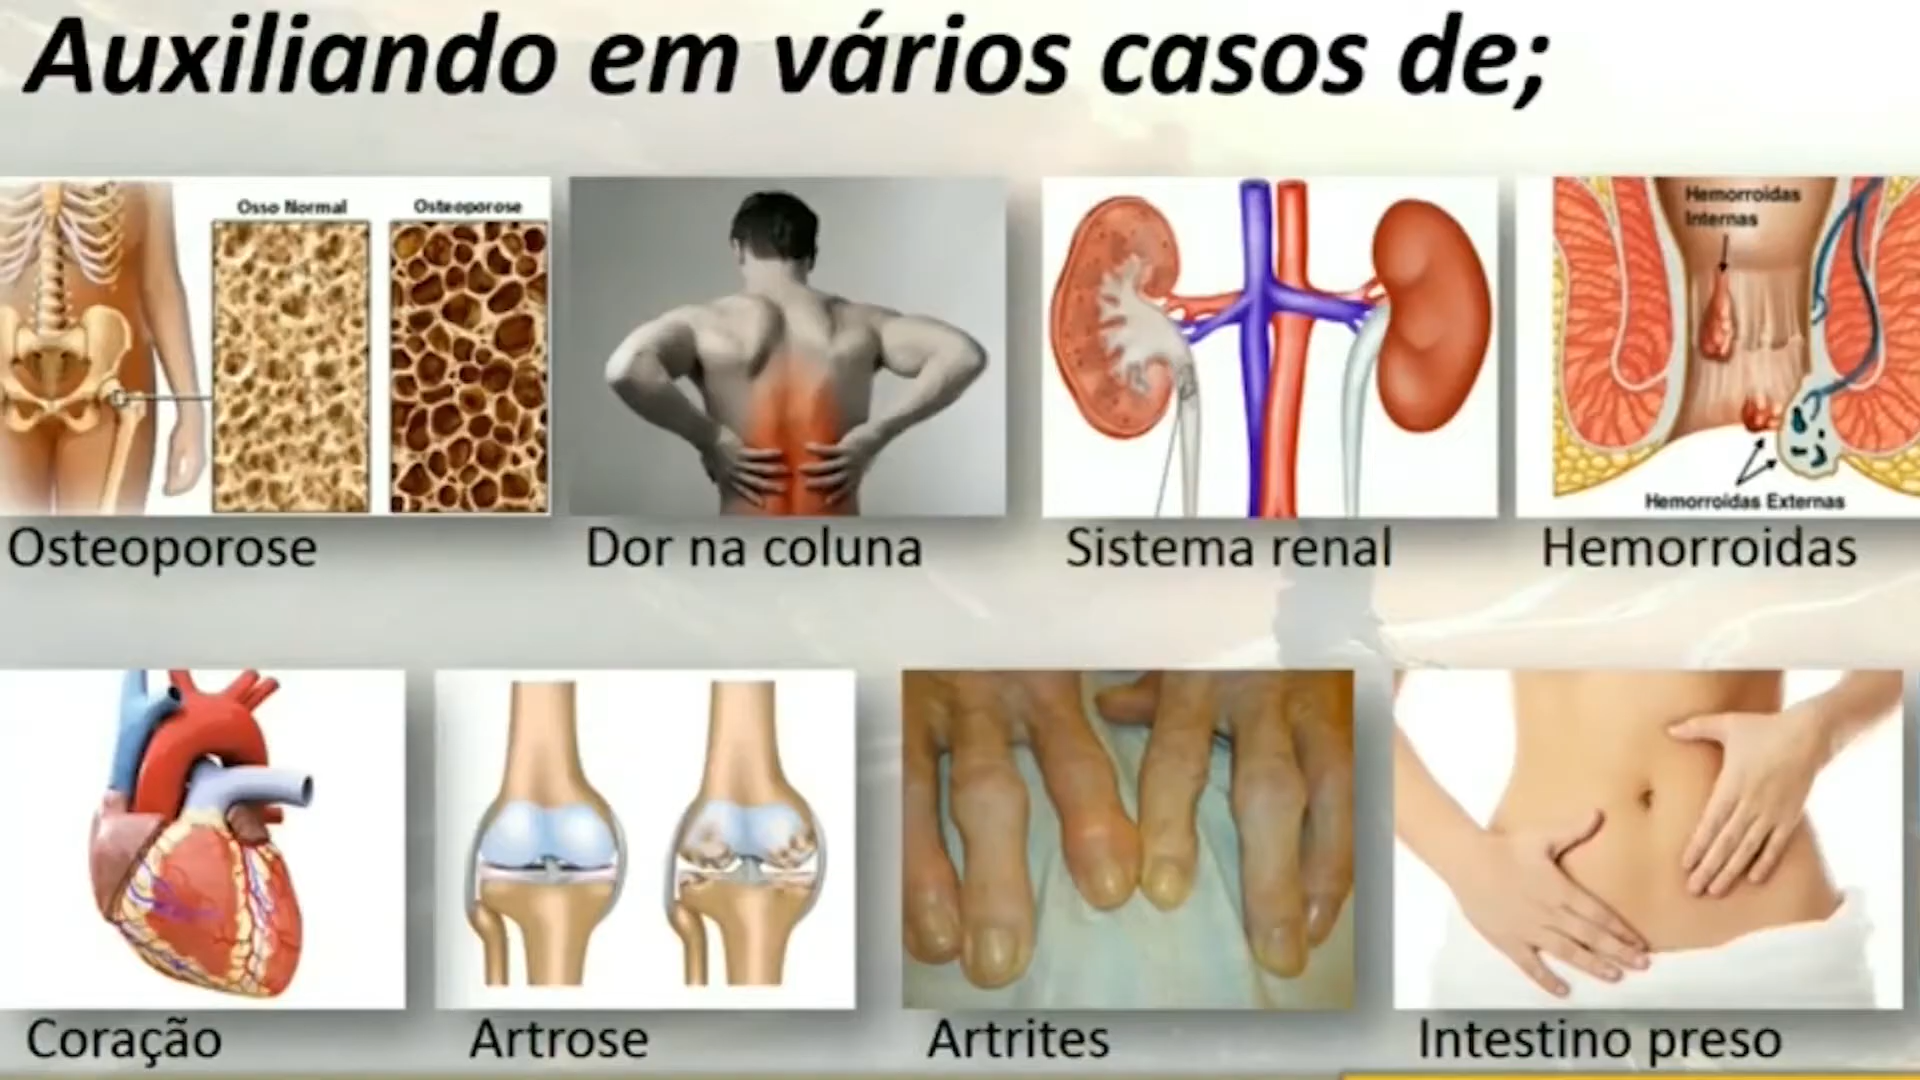 Auxiliando em vários casos de;
Osso Normal
Osteoporose
Hemorroidas
Internas
Hemorroidas Externas
Osteoporose
Dor na coluna
Sistema renal
Hemorroidas
Coração
Artrose
Artrites
Intestino preso